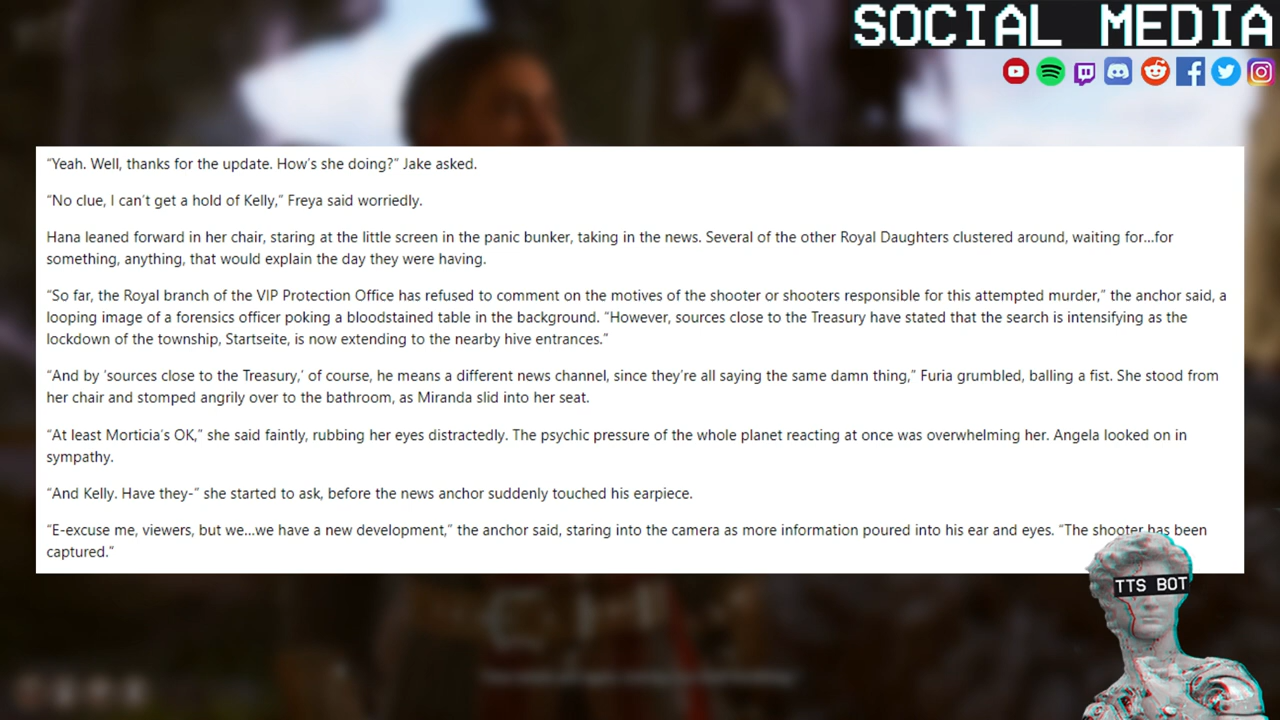 SOCIAL MEDIA
“Yeah. Well, thanks for the update. How’s she doing?” Jake asked.
“No clue, I can’t get a hold of Kelly,” Freya said worriedly.
Hana leaned forward in her chair, staring at the little screen in the panic bunker, taking in the news. Several of the other Royal Daughters clustered around, waiting for…for
something, anything, that would explain the day they were having.
“So far, the Royal branch of the VIP Protection Office has refused to comment on the motives of the shooter or shooters responsible for this attempted murder,” the anchor said, a
looping image of a forensics officer poking a bloodstained table in the background. “However, sources close to the Treasury have stated that the search is intensifying as the
lockdown of the township, Startseite, is now extending to the nearby hive entrances.”
“And by ‘sources close to the Treasury,’ of course, he means a different news channel, since they’re all saying the same damn thing,” Furia grumbled, balling a fist. She stood from
her chair and stomped angrily over to the bathroom, as Miranda slid into her seat.
“At least Morticia’s OK,” she said faintly, rubbing her eyes distractedly. The psychic pressure of the whole planet reacting at once was overwhelming her. Angela looked on in
sympathy.
“And Kelly. Have they-” she started to ask, before the news anchor suddenly touched his earpiece.
“E-excuse me, viewers, but we…we have a new development,” the anchor said, staring into the camera as more information poured into his ear and eyes. “The shooter has been
captured.”
TTS BOT